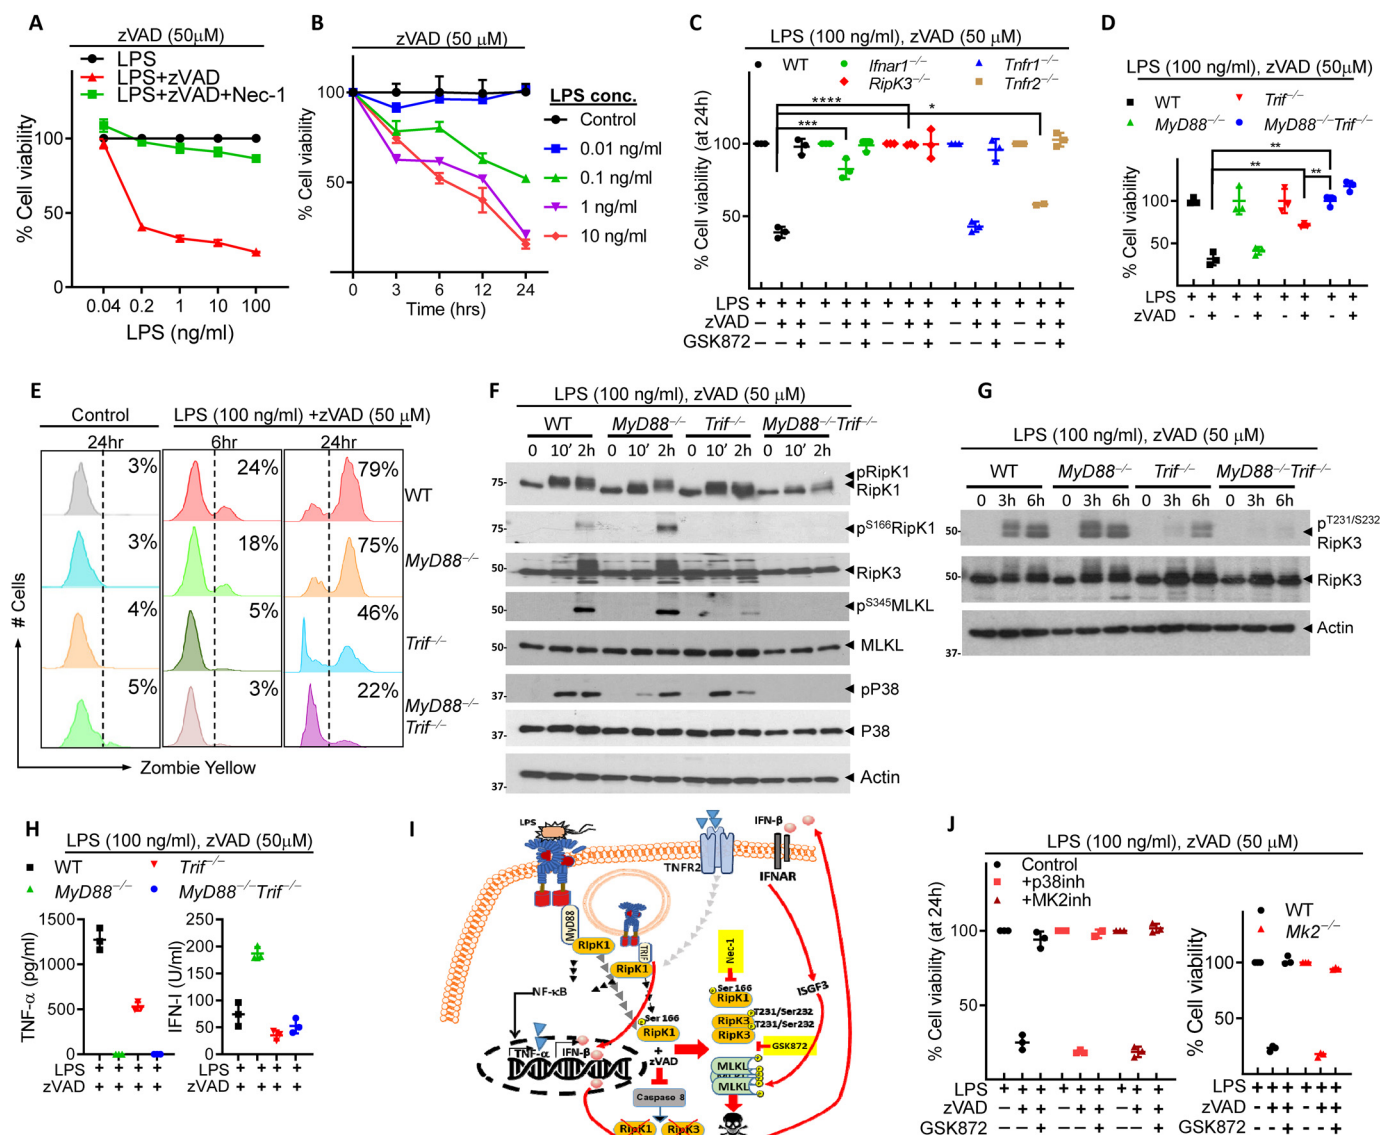 A
zVAD (50μM)
LPS
LPS+zVAD
LPS+zVAD+Nec-1
% Cell viability
100
50
0
0.04 0.2 1 10 100
LPS (ng/ml)
B
zVAD (50 μM)
% Cell viability
100
50
0 3 6 12 24
Time (hrs)
LPS conc.
Control
0.01 ng/ml
0.1 ng/ml
1 ng/ml
10 ng/ml
C
LPS (100 ng/ml), zVAD (50 μM)
WT
Ifnar1−/−
Tnfr1−/−
RipK3−/−
Tnfr2−/−
% Cell viability (at 24h)
100
50
0
****
*
***
LPS + + + + + + + + + + + + + + +
zVAD — + + — + + — + + — + + — + +
GSK872 — — + — — + — — + — — + — — +
D
LPS (100 ng/ml), zVAD (50μM)
WT
Trif−/−
MyD88−/−
MyD88−/−Trif−/−
% Cell viability
100
50
**
**
**
LPS + + + + + + + +
zVAD - + - + - + - +
E
Control
LPS (100 ng/ml) +zVAD (50 μM)
24hr 6hr 24hr
3% 24% 79% WT
3% 18% 75% MyD88−/−
4% 5% 46% Trif−/−
5% 3% 22% MyD88−/−
Trif−/−
# Cells
Zombie Yellow
F
LPS (100 ng/ml), zVAD (50 μM)
WT MyD88−/− Trif−/− MyD88−/−Trif−/−
0 10’ 2h 0 10’ 2h 0 10’ 2h 0 10’ 2h
pRipK1
75- RipK1
75- pS166RipK1
50- RipK3
50- pS345MLKL
50- MLKL
37- pP38
37- P38
37- Actin
G
LPS (100 ng/ml), zVAD (50 μM)
WT MyD88−/− Trif−/− MyD88−/−Trif−/−
0 3h 6h 0 3h 6h 0 3h 6h 0 3h 6h
50- pT231/S232
RipK3
50- RipK3
Actin
37-
H
LPS (100 ng/ml), zVAD (50μM)
WT
Trif−/−
MyD88−/−
MyD88−/−Trif−/−
TNF-α (pg/ml)
1500
1000
500
0
LPS + + + +
zVAD + + + +
IFN-I (U/ml)
250
200
150
100
50
0
LPS + + + +
zVAD + + + +
I
LPS
TNFR2
IFN-β
IFNAR
MyD88
RipK1
TRIF
RipK1
NF-κB
TNF-α
IFN-β
Ser 166
RipK1
+
zVAD
Caspase 8
RipK1
RipK3
Nec-1
Ser 166
RipK1
T231/Ser232
RipK3
T231/Ser232
RipK3
GSK872
ISGF3
MLKL
MLKL
MLKL
P
J
LPS (100 ng/ml), zVAD (50 μM)
Control
+p38inh
+MK2inh
% Cell viability (at 24h)
100
50
LPS + + + + + + + + +
zVAD — + + — + + — + +
GSK872 — — + — — + — — +
WT
Mk2−/−
% Cell viability
100
50
0
LPS + + + + + +
zVAD - + + - + +
GSK872 - - + - - +